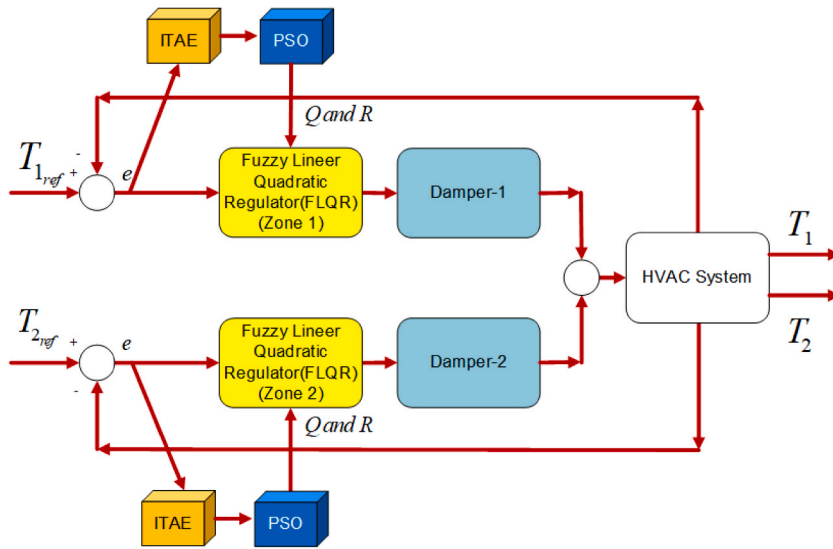 ITAE
PSO
Q and R
-
T1ref
+
e
Fuzzy Lineer
Quadratic
Regulator(FLQR)
(Zone 1)
Damper-1
T1
HVAC System
T2
T2ref
+
e
-
Fuzzy Lineer
Quadratic
Regulator(FLQR)
(Zone 2)
Damper-2
Q and R
ITAE
PSO